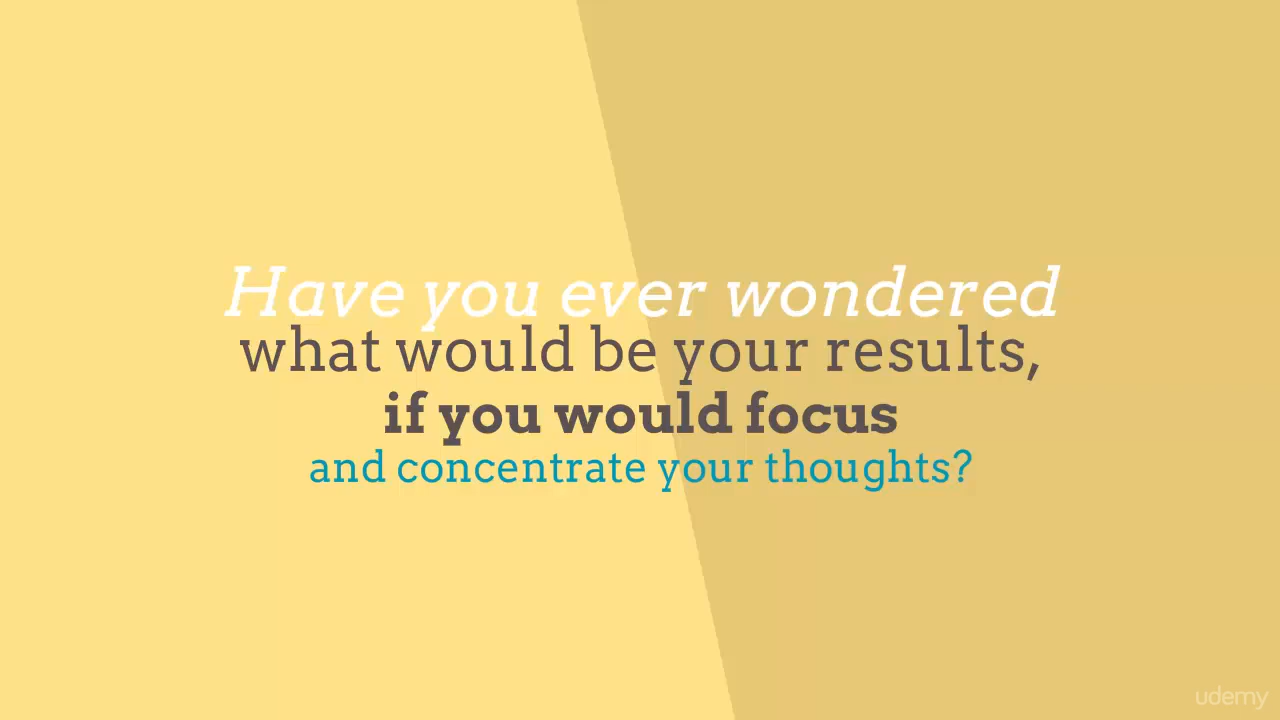 Have you ever wondered
what would be your results,
if you would focus
and concentrate your thoughts?
udemy